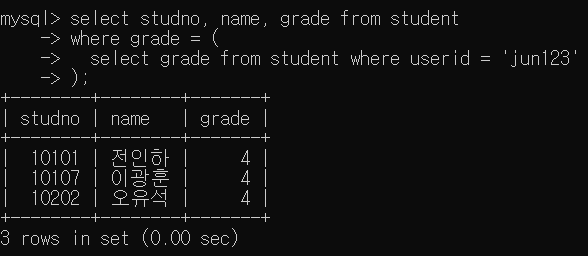 mysql> select studno, name, grade from student
    -> where grade = (
    ->   select grade from student where userid = 'jun123'
    -> );
+--------+--------+-------+
| studno | name   | grade |
+--------+--------+-------+
|  10101 | 전인하 |     4 |
|  10107 | 이광훈 |     4 |
|  10202 | 오유석 |     4 |
+--------+--------+-------+
3 rows in set (0.00 sec)